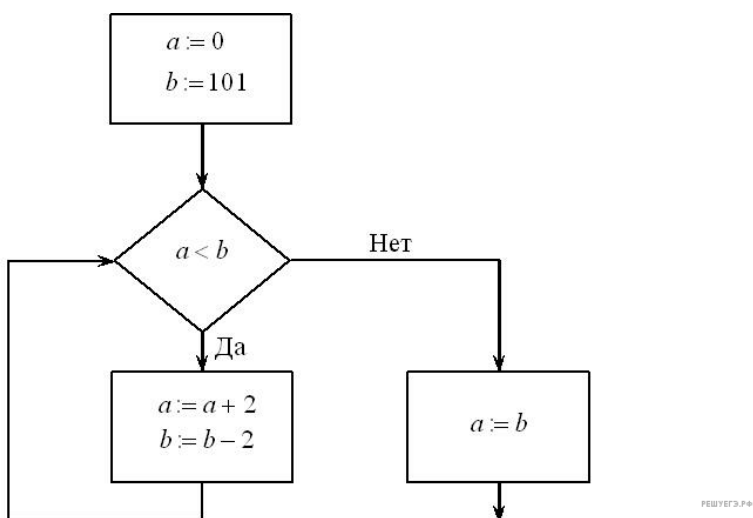 a := 0
b := 101
a < b
Нет
Да
a := a + 2
b := b − 2
a := b
РЕШУЕГЭ.РФ